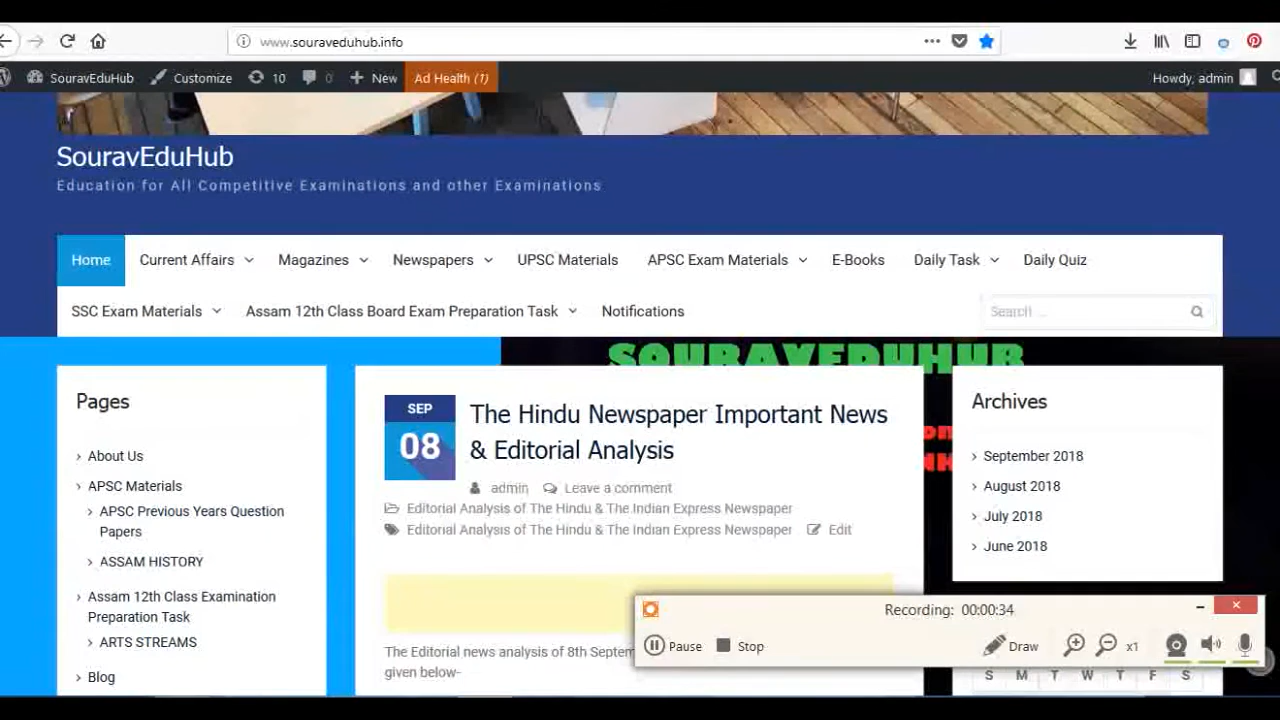 www.souraveduhub.info
SouravEduHub Customize 10 0 New Ad Health (1) Howdy, admin
SouravEduHub
Education for All Competitive Examinations and other Examinations
Home Current Affairs Magazines Newspapers UPSC Materials APSC Exam Materials E-Books Daily Task Daily Quiz
SSC Exam Materials Assam 12th Class Board Exam Preparation Task Notifications Search ...
SOURAVEDUHUB
Pages
About Us
APSC Materials
APSC Previous Years Question
Papers
ASSAM HISTORY
Assam 12th Class Examination
Preparation Task
ARTS STREAMS
Blog
SEP
08
The Hindu Newspaper Important News
& Editorial Analysis
admin Leave a comment
Editorial Analysis of The Hindu & The Indian Express Newspaper
Editorial Analysis of The Hindu & The Indian Express Newspaper Edit
The Editorial news analysis of 8th
given below-
Archives
September 2018
August 2018
July 2018
June 2018
Recording: 00:00:34
Pause Stop Draw x1
S M T W T F S